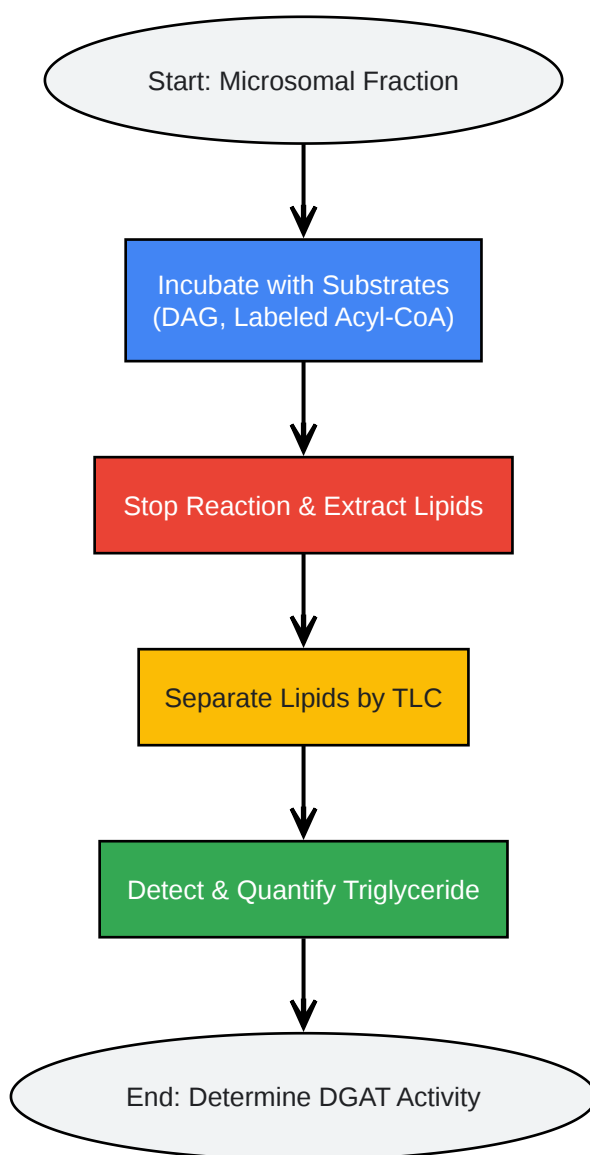 Start: Microsomal Fraction
Incubate with Substrates
(DAG, Labeled Acyl-CoA)
Stop Reaction & Extract Lipids
Separate Lipids by TLC
Detect & Quantify Triglyceride
End: Determine DGAT Activity